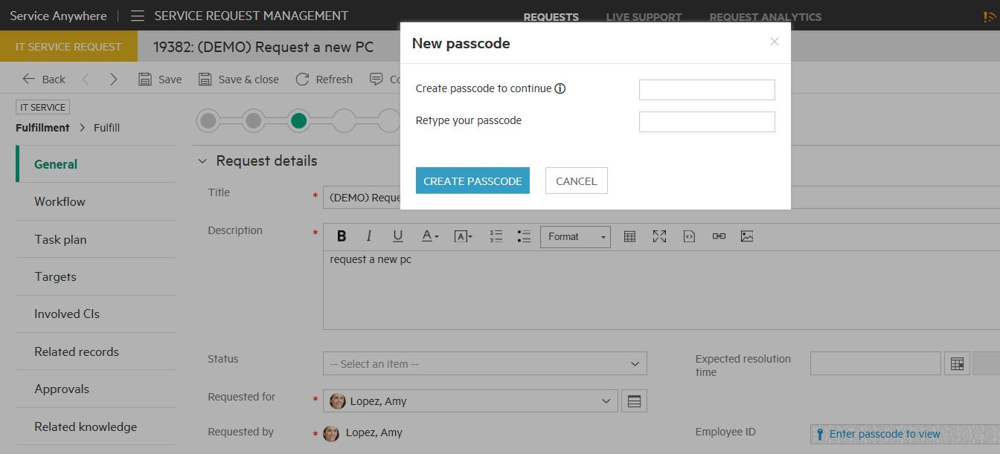 Service Anywhere
SERVICE REQUEST MANAGEMENT
REQUESTS
LIVE SUPPORT
REQUEST ANALYTICS
IT SERVICE REQUEST
19382: (DEMO) Request a new PC
Back
Save
Save & close
Refresh
New passcode
Create passcode to continue
Retype your passcode
CREATE PASSCODE
CANCEL
IT SERVICE
Fulfillment > Fulfill
General
Workflow
Task plan
Targets
Involved CIs
Related records
Approvals
Related knowledge
Request details
Title *
(DEMO) Reque
Description *
B I U A A Format
request a new pc
Status
-- Select an item --
Expected resolution
time
Requested for *
Lopez, Amy
Requested by *
Lopez, Amy
Employee ID
Enter passcode to view